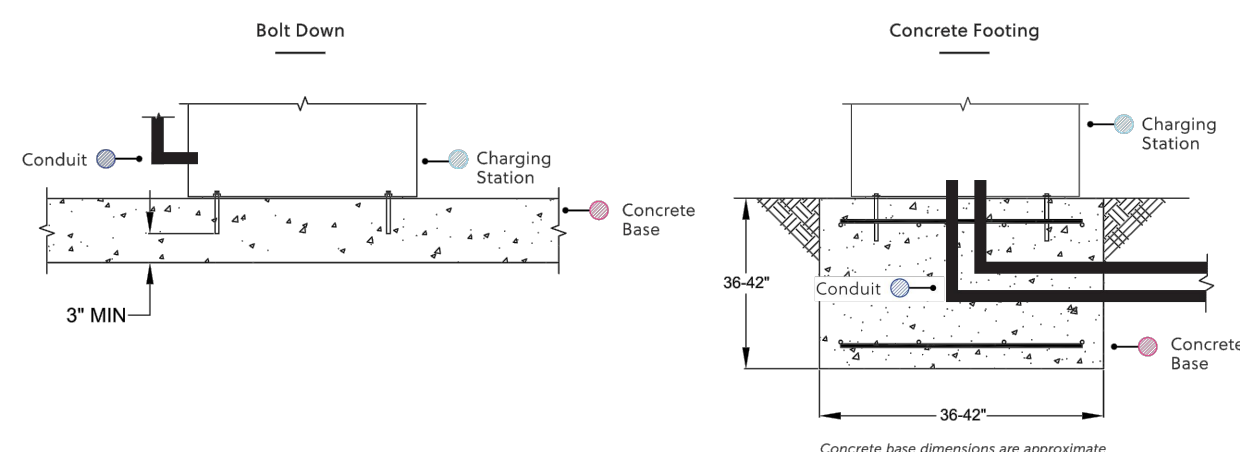 Bolt Down
Conduit
Charging
Station
Concrete
Base
3" MIN
Concrete Footing
Charging
Station
36-42"
Conduit
Concrete
Base
36-42"
Concrete base dimensions are approximate